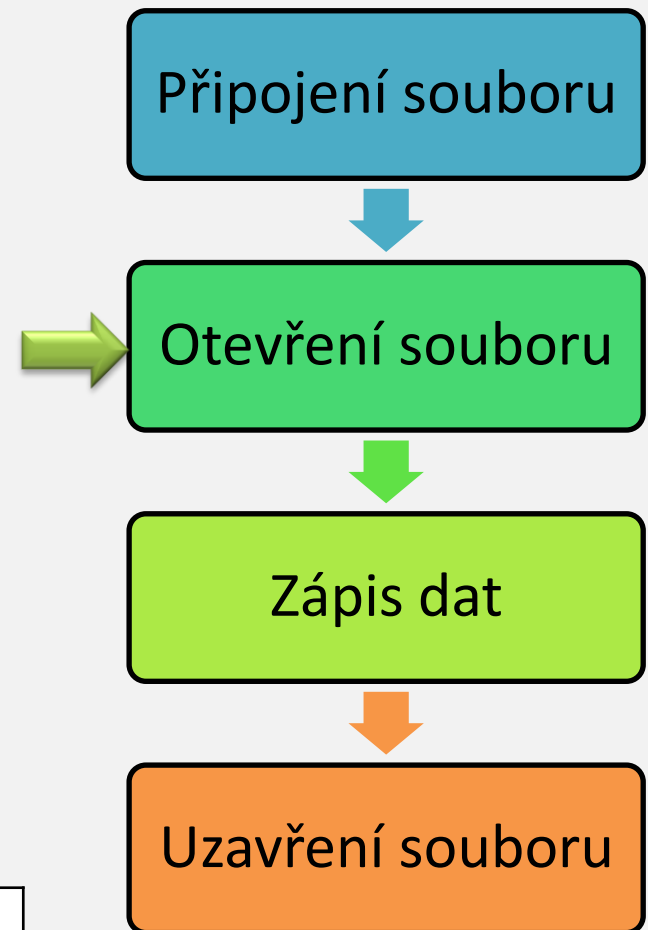 Připojení souboru
Otevření souboru
Zápis dat
Uzavření souboru